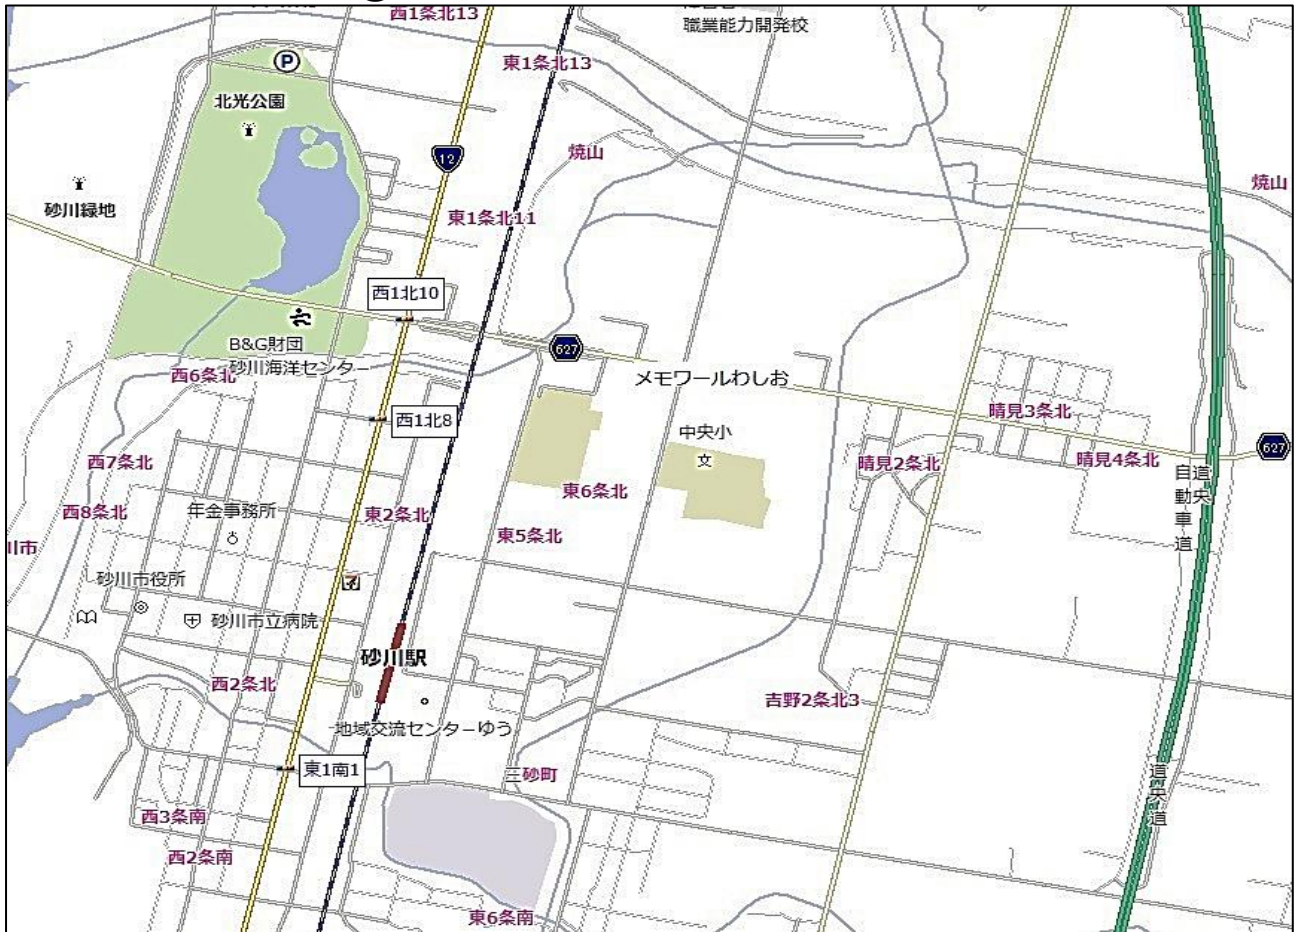 西1条北13
職業能力開発校
P
東1条北13
北光公園
12
焼山
焼山
砂川緑地
東1条北11
西1北10
B&G財団
砂川海洋センター
627
西6条北
メモワールわしお
西1北8
晴見3条北
中央小
文
627
西7条北
晴見2条北
晴見4条北
道央
自動車道
東6条北
西8条北
年金事務所
東2条北
東5条北
川市
砂川市役所
7
砂川市立病院
砂川駅
西2条北
吉野2条北3
地域交流センターゆう
東1南1
三砂町
道央道
西3条南
西2条南
東6条南